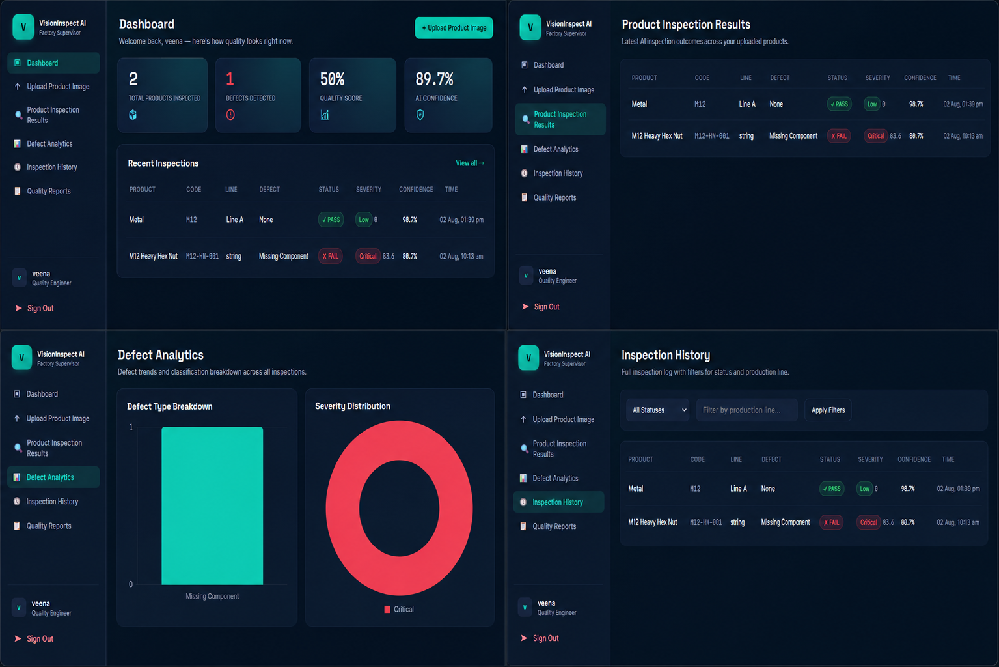 V
VisionInspect AI
Factory Supervisor
Dashboard
Upload Product Image
Product Inspection
Results
Defect Analytics
Inspection History
Quality Reports
v
veena
Quality Engineer
Sign Out
Dashboard
Welcome back, veena — here's how quality looks right now.
+ Upload Product Image
2
TOTAL PRODUCTS INSPECTED
1
DEFECTS DETECTED
50%
QUALITY SCORE
89.7%
AI CONFIDENCE
Recent Inspections
View all →
PRODUCT CODE LINE DEFECT STATUS SEVERITY CONFIDENCE TIME
Metal M12 Line A None ✓ PASS Low 0 98.7% 02 Aug, 01:39 pm
M12 Heavy Hex Nut M12-HN-001 string Missing Component X FAIL Critical 83.6 80.7% 02 Aug, 10:13 am
V
VisionInspect AI
Factory Supervisor
Dashboard
Upload Product Image
Product Inspection
Results
Defect Analytics
Inspection History
Quality Reports
v
veena
Quality Engineer
Sign Out
Product Inspection Results
Latest AI inspection outcomes across your uploaded products.
PRODUCT CODE LINE DEFECT STATUS SEVERITY CONFIDENCE TIME
Metal M12 Line A None ✓ PASS Low 0 98.7% 02 Aug, 01:39 pm
M12 Heavy Hex Nut M12-HN-001 string Missing Component X FAIL Critical 83.6 80.7% 02 Aug, 10:13 am
V
VisionInspect AI
Factory Supervisor
Dashboard
Upload Product Image
Product Inspection
Results
Defect Analytics
Inspection History
Quality Reports
v
veena
Quality Engineer
Sign Out
Defect Analytics
Defect trends and classification breakdown across all inspections.
Defect Type Breakdown
1
0
Missing Component
Severity Distribution
Critical
V
VisionInspect AI
Factory Supervisor
Dashboard
Upload Product Image
Product Inspection
Results
Defect Analytics
Inspection History
Quality Reports
v
veena
Quality Engineer
Sign Out
Inspection History
Full inspection log with filters for status and production line.
All Statuses
Filter by production line...
Apply Filters
PRODUCT CODE LINE DEFECT STATUS SEVERITY CONFIDENCE TIME
Metal M12 Line A None ✓ PASS Low 0 98.7% 02 Aug, 01:39 pm
M12 Heavy Hex Nut M12-HN-001 string Missing Component X FAIL Critical 83.6 80.7% 02 Aug, 10:13 am